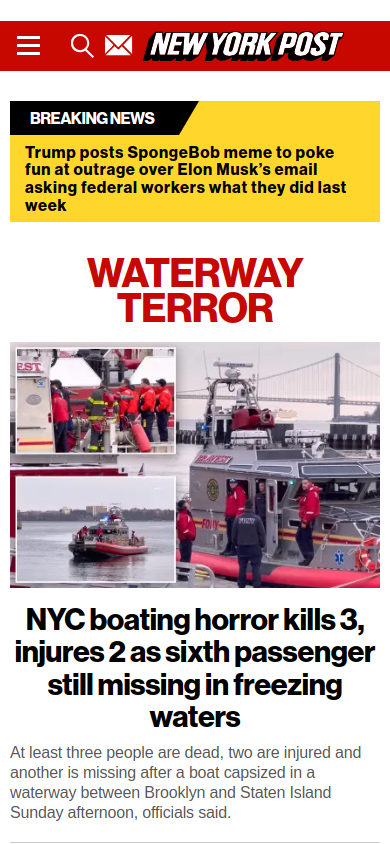 NEW YORK POST
BREAKING NEWS
Trump posts SpongeBob meme to poke
fun at outrage over Elon Musk’s email
asking federal workers what they did last
week
WATERWAY
TERROR
EST
FDNY
NYC boating horror kills 3,
injures 2 as sixth passenger
still missing in freezing
waters
At least three people are dead, two are injured and
another is missing after a boat capsized in a
waterway between Brooklyn and Staten Island
Sunday afternoon, officials said.